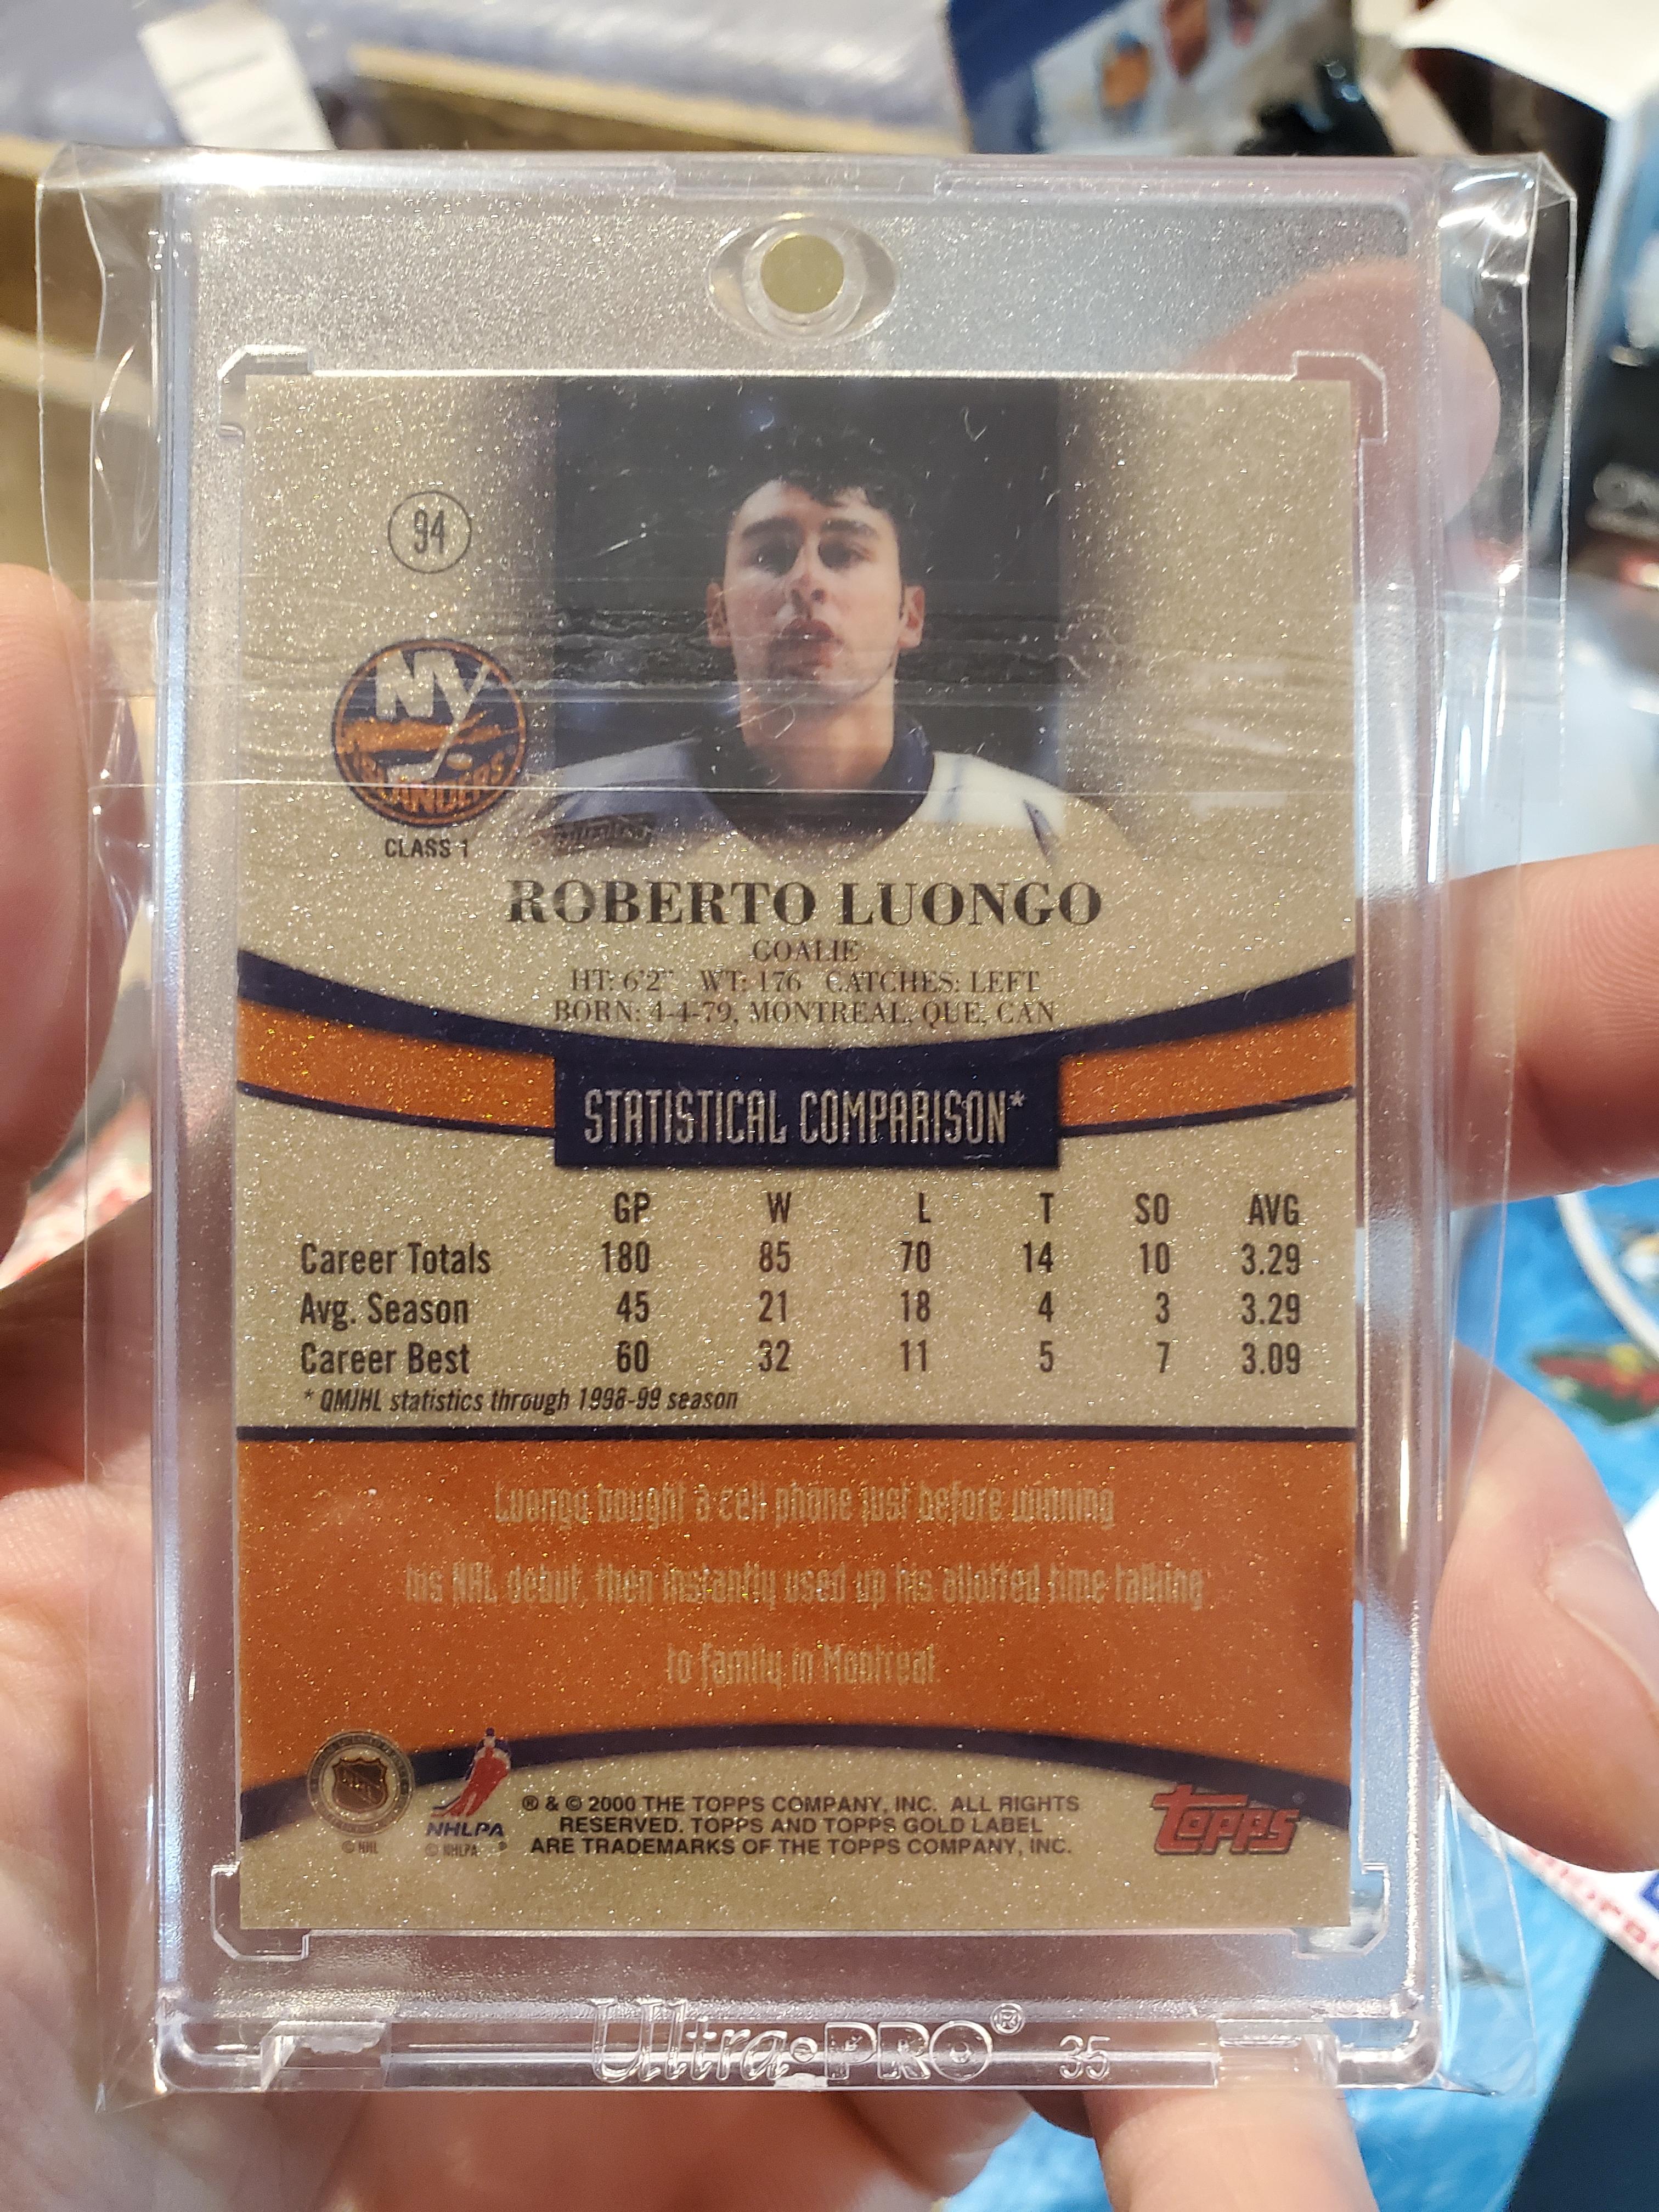 94
NY
ISLANDERS
CLASS 1
ROBERTO LUONGO
GOALIE
HT: 6'2" WT: 176 CATCHES: LEFT
BORN: 4-4-79, MONTREAL, QUE, CAN
STATISTICAL COMPARISON*
GP W L T SO AVG
Career Totals 180 85 70 14 10 3.29
Avg. Season 45 21 18 4 3 3.29
Career Best 60 32 11 5 7 3.09
* QMJHL statistics through 1998-99 season
Luongo bought a cell phone just before winning
his NHL debut, then instantly used up his allotted time talking
to family in Montreal.
NHL
© NHL
NHLPA
© NHLPA
® & © 2000 THE TOPPS COMPANY, INC. ALL RIGHTS
RESERVED. TOPPS AND TOPPS GOLD LABEL
ARE TRADEMARKS OF THE TOPPS COMPANY, INC.
Topps®
Ultra•PRO® 35